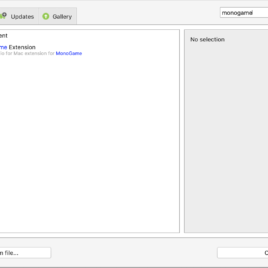 Updates Gallery monogame
ent
No selection
me Extension
io for Mac extension for MonoGame
n file...
C